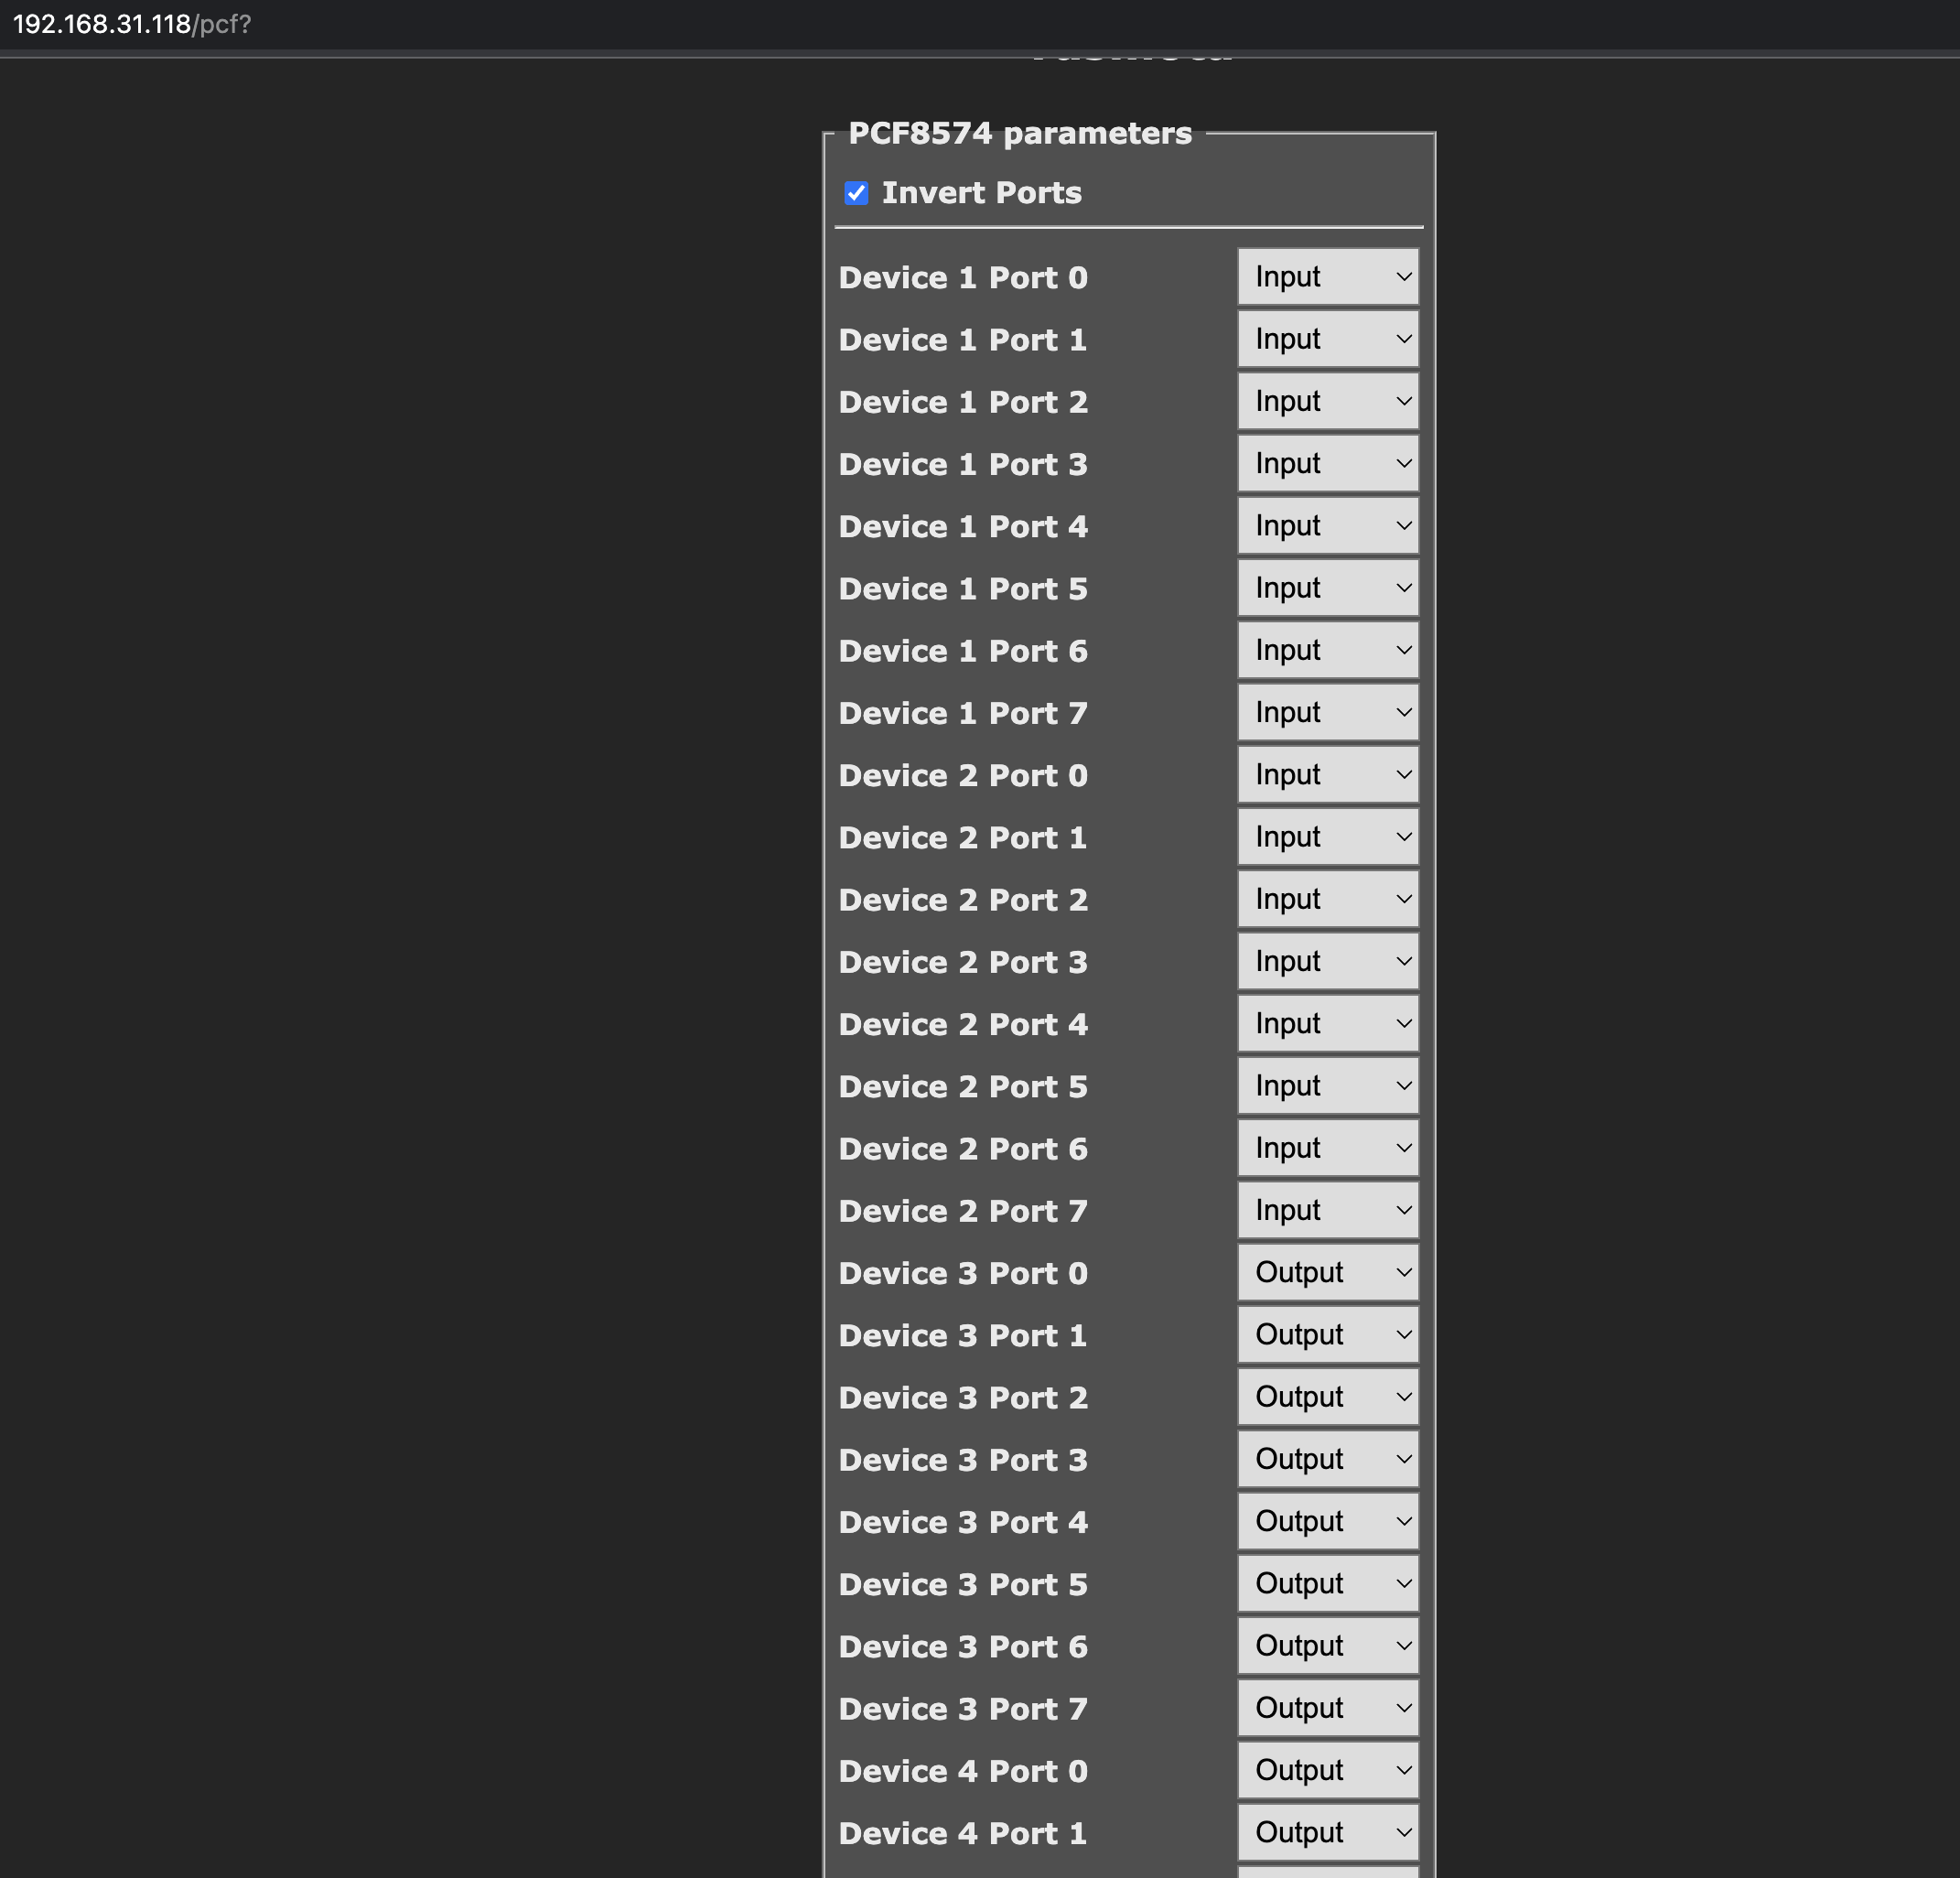 192.168.31.118/pcf?
PCF8574 parameters
Invert Ports
Device 1 Port 0 Input
Device 1 Port 1 Input
Device 1 Port 2 Input
Device 1 Port 3 Input
Device 1 Port 4 Input
Device 1 Port 5 Input
Device 1 Port 6 Input
Device 1 Port 7 Input
Device 2 Port 0 Input
Device 2 Port 1 Input
Device 2 Port 2 Input
Device 2 Port 3 Input
Device 2 Port 4 Input
Device 2 Port 5 Input
Device 2 Port 6 Input
Device 2 Port 7 Input
Device 3 Port 0 Output
Device 3 Port 1 Output
Device 3 Port 2 Output
Device 3 Port 3 Output
Device 3 Port 4 Output
Device 3 Port 5 Output
Device 3 Port 6 Output
Device 3 Port 7 Output
Device 4 Port 0 Output
Device 4 Port 1 Output